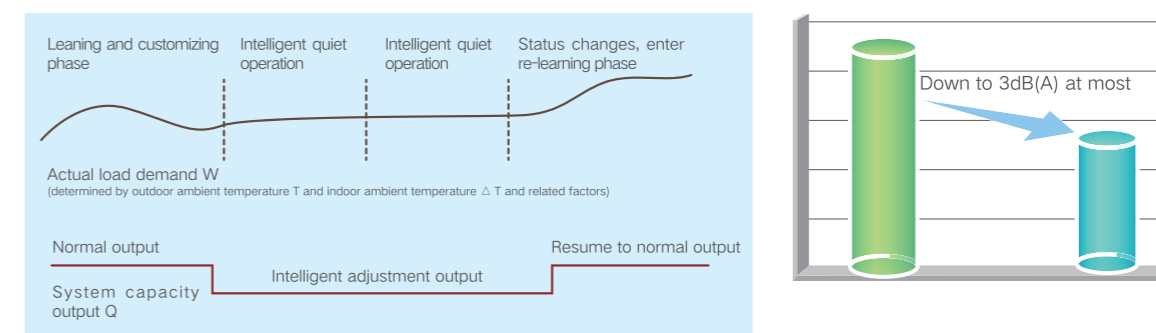 Leaning and customizing
phase
Intelligent quiet
operation
Intelligent quiet
operation
Status changes, enter
re-learning phase
Actual load demand W
(determined by outdoor ambient temperature T and indoor ambient temperature △ T and related factors)
Normal output
Resume to normal output
Intelligent adjustment output
System capacity
output Q
Down to 3dB(A) at most